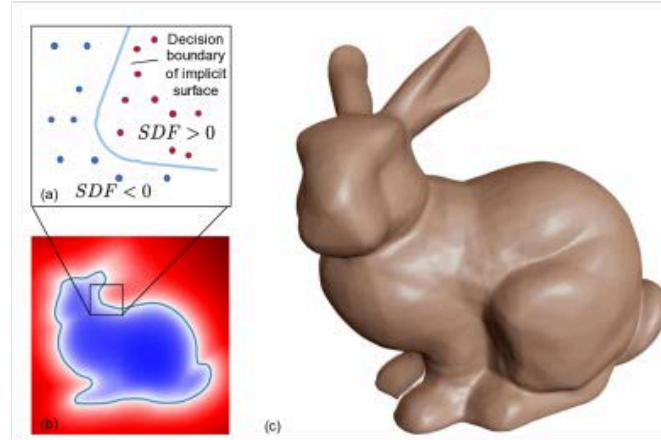 Decision
boundary
of implicit
surface
SDF > 0
(a)
SDF < 0
(b)
(c)